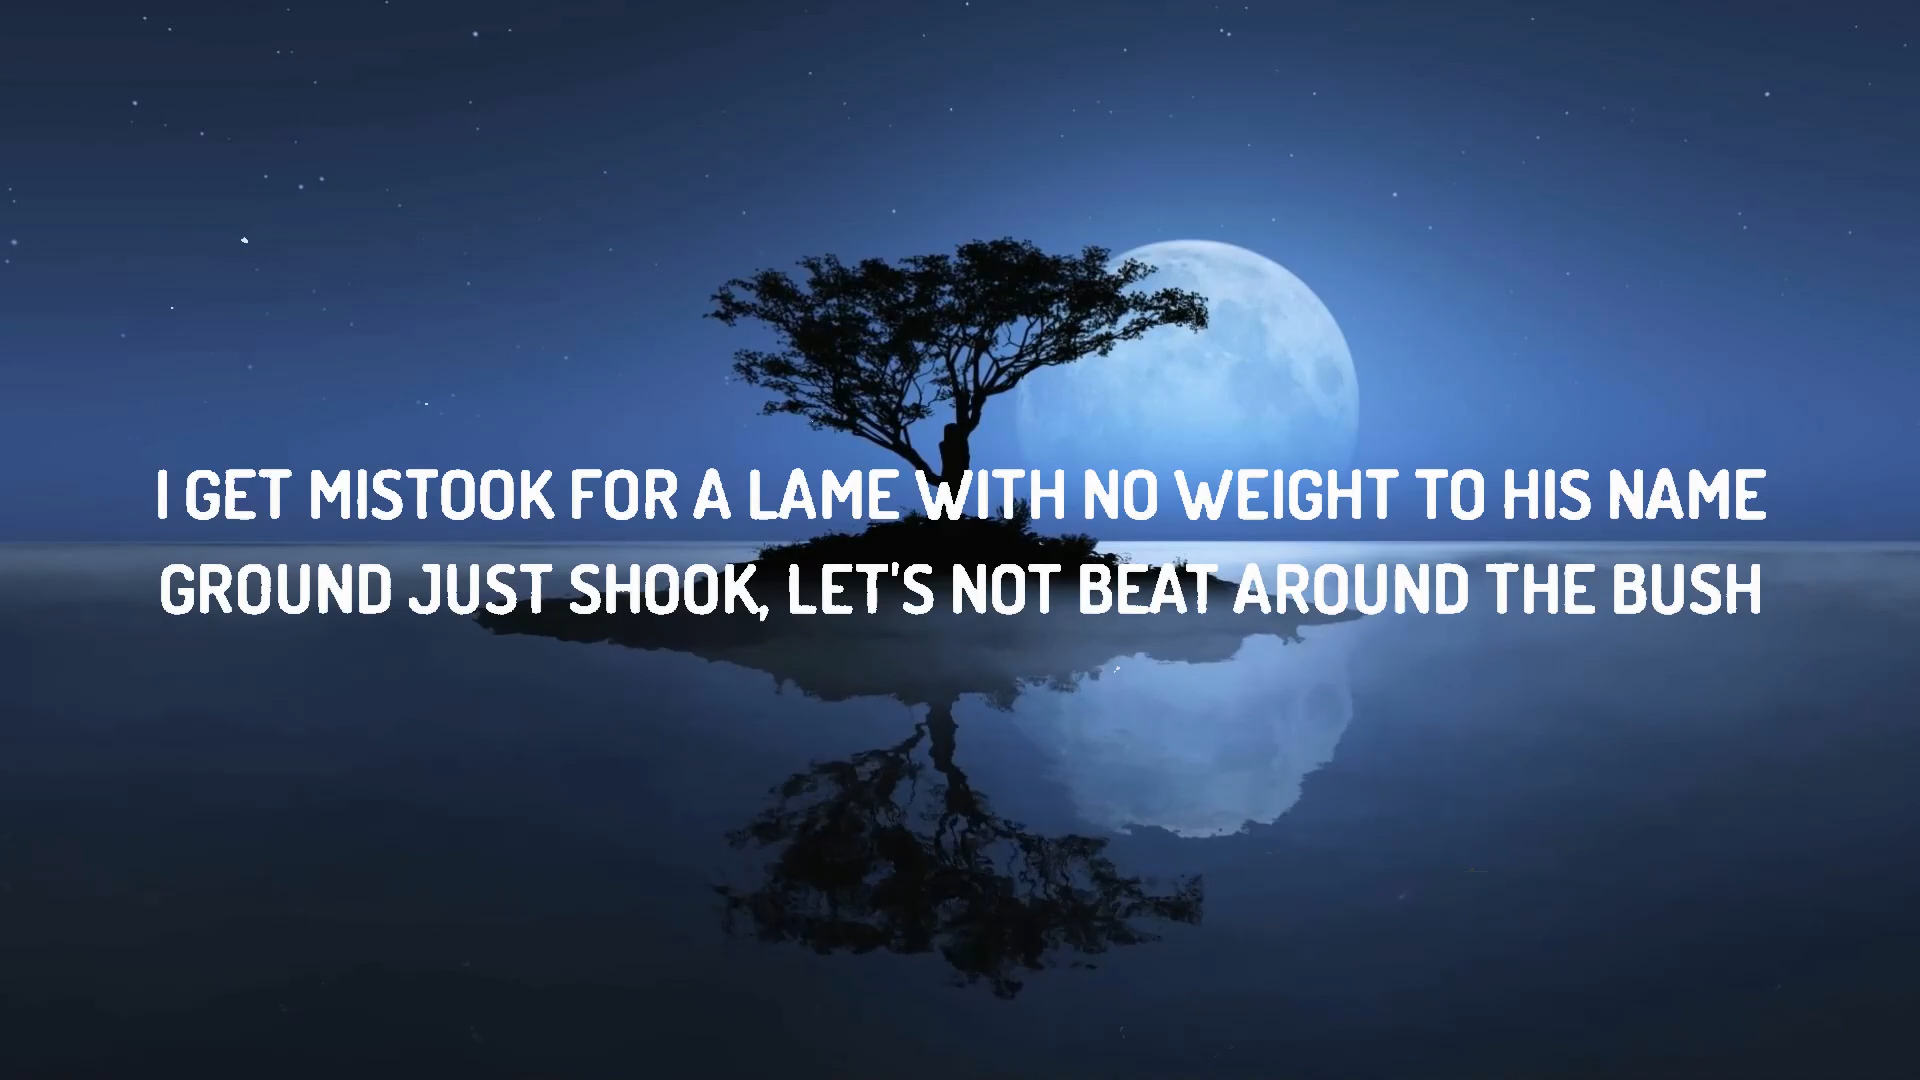 I GET MISTOOK FOR A LAME WITH NO WEIGHT TO HIS NAME
GROUND JUST SHOOK, LET'S NOT BEAT AROUND THE BUSH